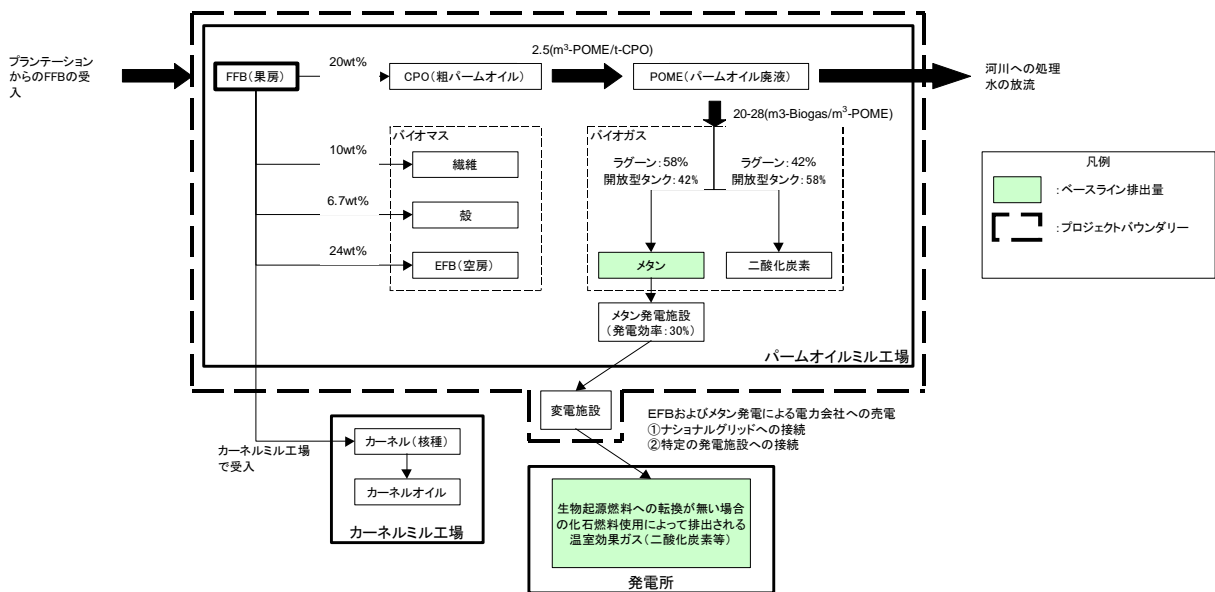 プランテーション
からのFFBの受
入
FFB(果房)
20wt%
CPO(粗パームオイル)
2.5(m³-POME/t-CPO)
POME(パームオイル廃液)
河川への処理
水の放流
20-28(m3-Biogas/m³-POME)
バイオマス
10wt%
繊維
6.7wt%
殻
24wt%
EFB(空房)
バイオガス
ラグーン:58%
開放型タンク:42%
ラグーン:42%
開放型タンク:58%
メタン
二酸化炭素
メタン発電施設
(発電効率:30%)
パームオイルミル工場
凡例
:ベースライン排出量
:プロジェクトバウンダリー
変電施設
EFBおよびメタン発電による電力会社への売電
①ナショナルグリッドへの接続
②特定の発電施設への接続
カーネルミル工場
で受入
カーネル(核種)
カーネルオイル
カーネルミル工場
生物起源燃料への転換が無い場合
の化石燃料使用によって排出される
温室効果ガス(二酸化炭素等)
発電所